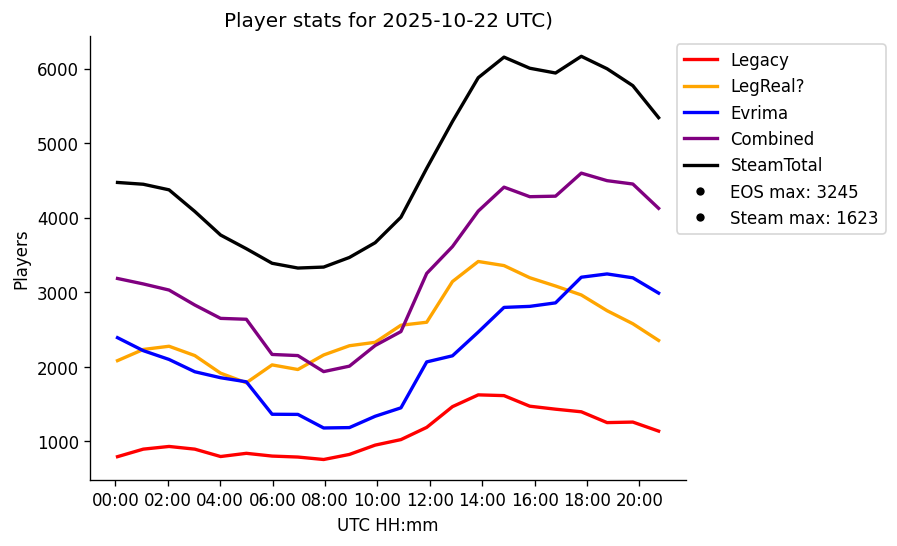 Player stats for 2025-10-22 UTC)
Players
6000
5000
4000
3000
2000
1000
00:00 02:00 04:00 06:00 08:00 10:00 12:00 14:00 16:00 18:00 20:00
UTC HH:mm
Legacy
LegReal?
Evrima
Combined
SteamTotal
EOS max: 3245
Steam max: 1623